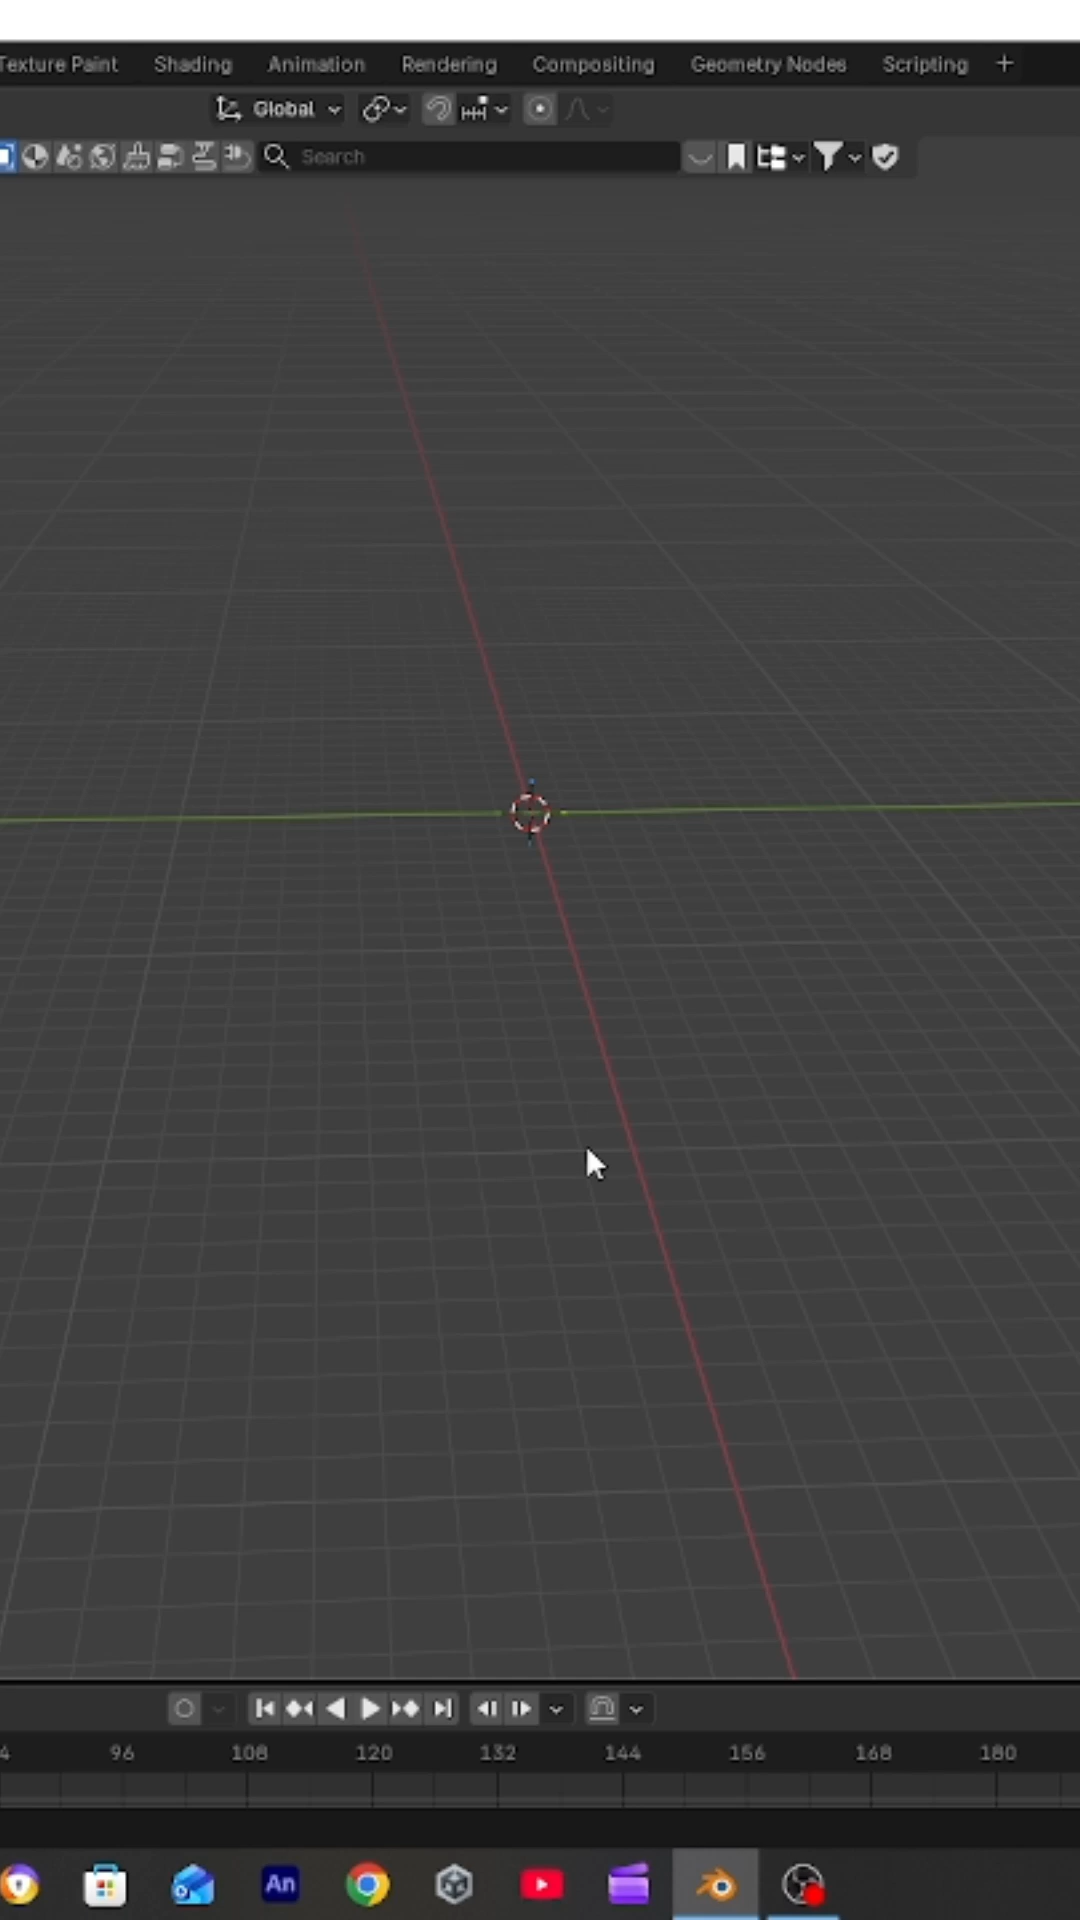 Texture Paint Shading Animation Rendering Compositing Geometry Nodes Scripting +
Global
Search
96 108 120 132 144 156 168 180
An